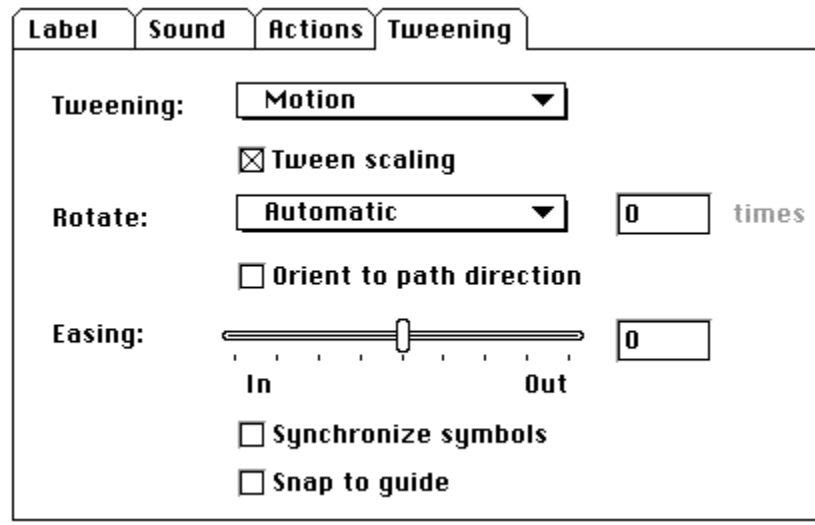 Label Sound Actions Tweening
Tweening: Motion
Tween scaling
Rotate: Automatic 0 times
Orient to path direction
Easing: 0
In Out
Synchronize symbols
Snap to guide